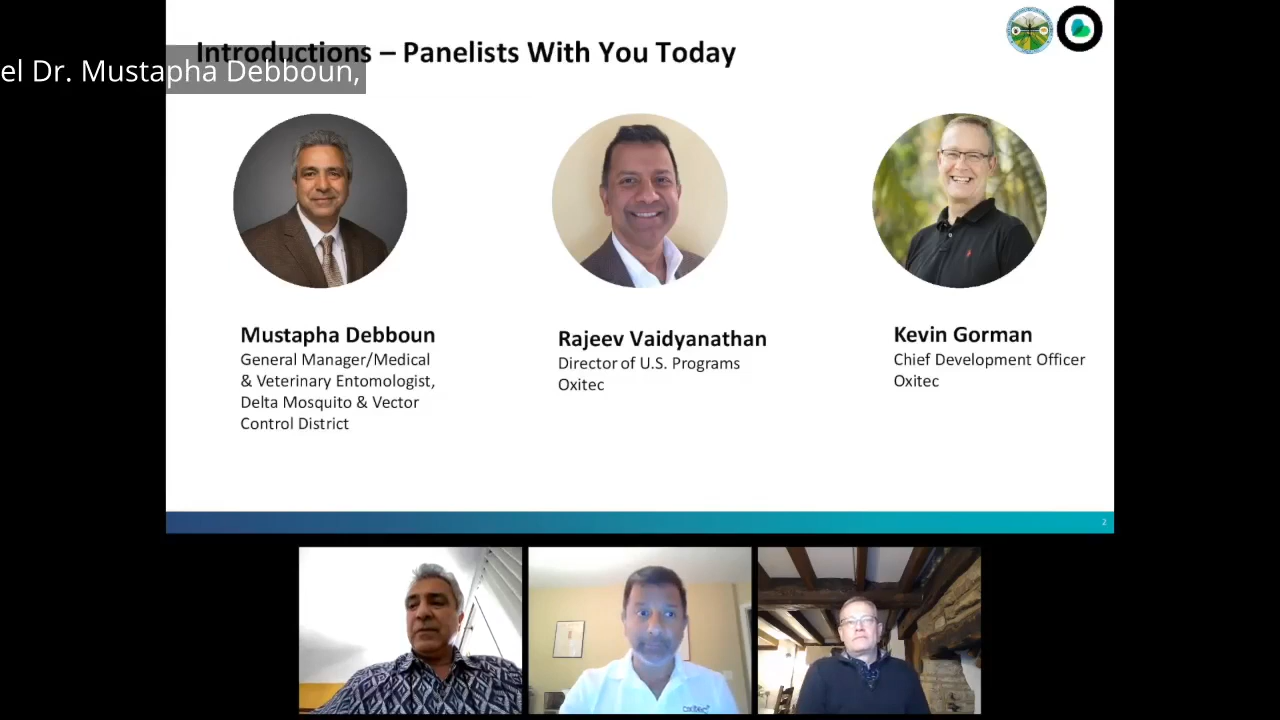 Introductions – Panelists With You Today
el Dr. Mustapha Debboun,
Mustapha Debboun
General Manager/Medical
& Veterinary Entomologist,
Delta Mosquito & Vector
Control District
Rajeev Vaidyanathan
Director of U.S. Programs
Oxitec
Kevin Gorman
Chief Development Officer
Oxitec
2